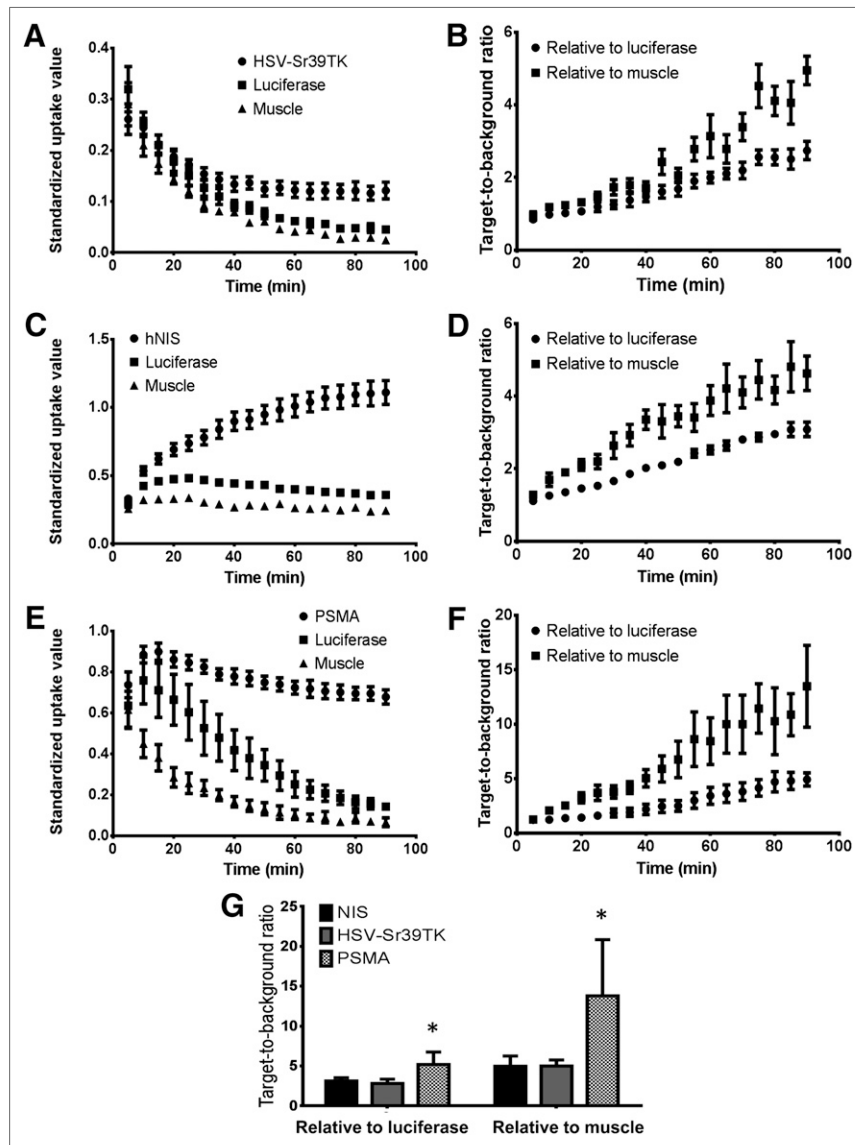 A
Standardized uptake value
0.4
0.3
0.2
0.1
0.0
HSV-Sr39TK
Luciferase
Muscle
0 20 40 60 80 100
Time (min)
B
Target-to-background ratio
6
4
2
0
Relative to luciferase
Relative to muscle
0 20 40 60 80 100
Time (min)
C
Standardized uptake value
1.5
1.0
0.5
0.0
hNIS
Luciferase
Muscle
0 20 40 60 80 100
Time (min)
D
Target-to-background ratio
6
4
2
0
Relative to luciferase
Relative to muscle
0 20 40 60 80 100
Time (min)
E
Standardized uptake value
1.0
0.8
0.6
0.4
0.2
0.0
PSMA
Luciferase
Muscle
0 20 40 60 80 100
Time (min)
F
Target-to-background ratio
20
15
10
5
0
Relative to luciferase
Relative to muscle
0 20 40 60 80 100
Time (min)
G
Target-to-background ratio
25
20
15
10
5
0
NIS
HSV-Sr39TK
PSMA
*
*
Relative to luciferase Relative to muscle